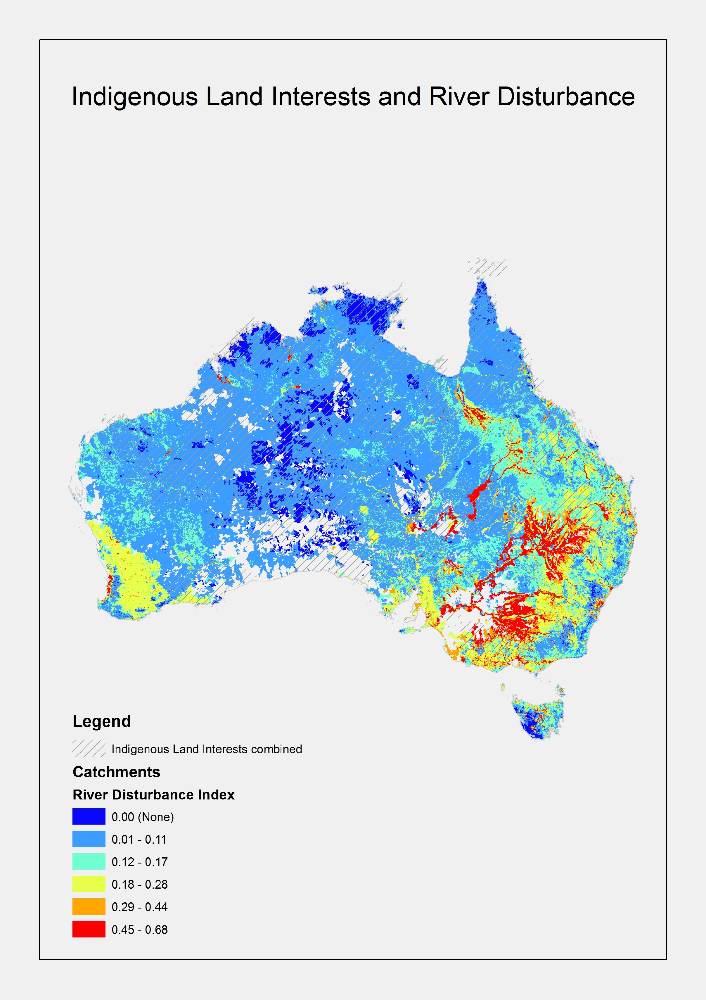 Indigenous Land Interests and River Disturbance
Legend
Indigenous Land Interests combined
Catchments
River Disturbance Index
0.00 (None)
0.01 - 0.11
0.12 - 0.17
0.18 - 0.28
0.29 - 0.44
0.45 - 0.68